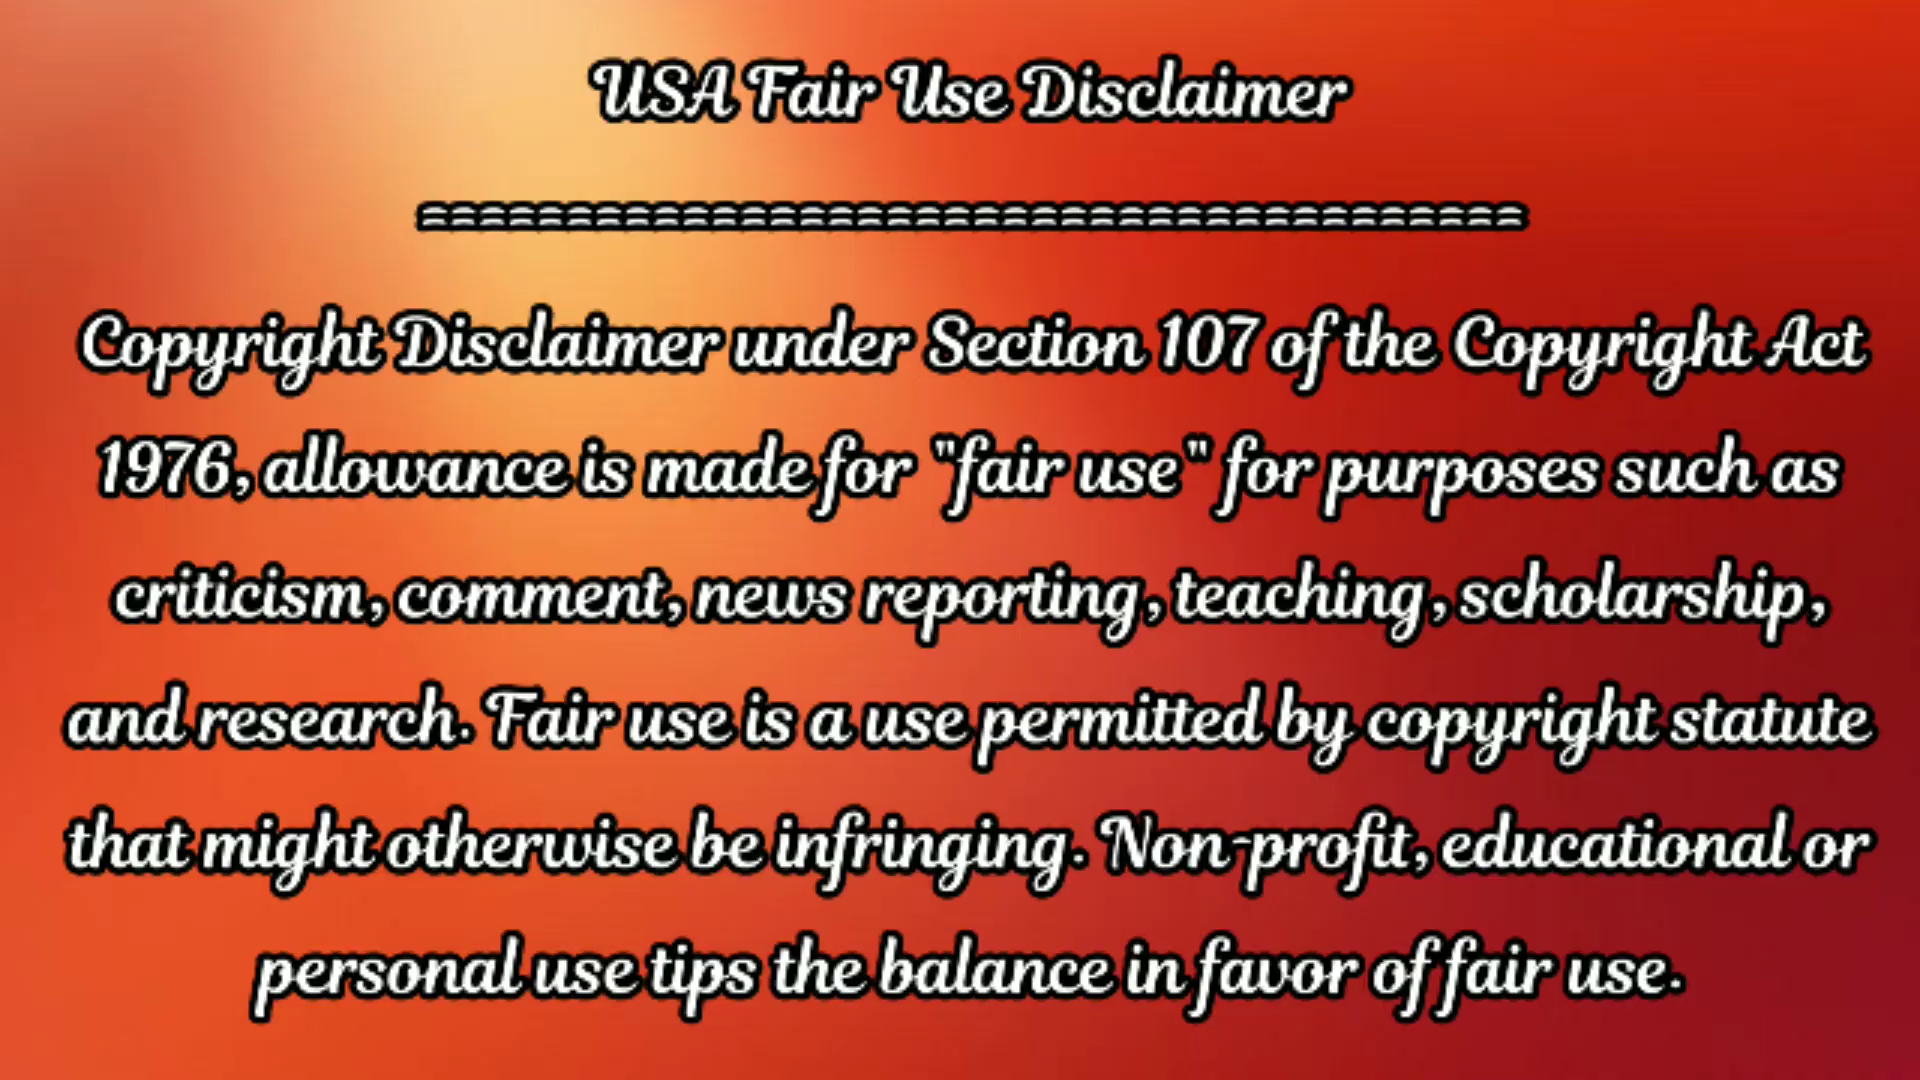 USA Fair Use Disclaimer
======================================
Copyright Disclaimer under Section 107 of the Copyright Act
1976, allowance is made for "fair use" for purposes such as
criticism, comment, news reporting, teaching, scholarship,
and research. Fair use is a use permitted by copyright statute
that might otherwise be infringing. Non-profit, educational or
personal use tips the balance in favor of fair use.